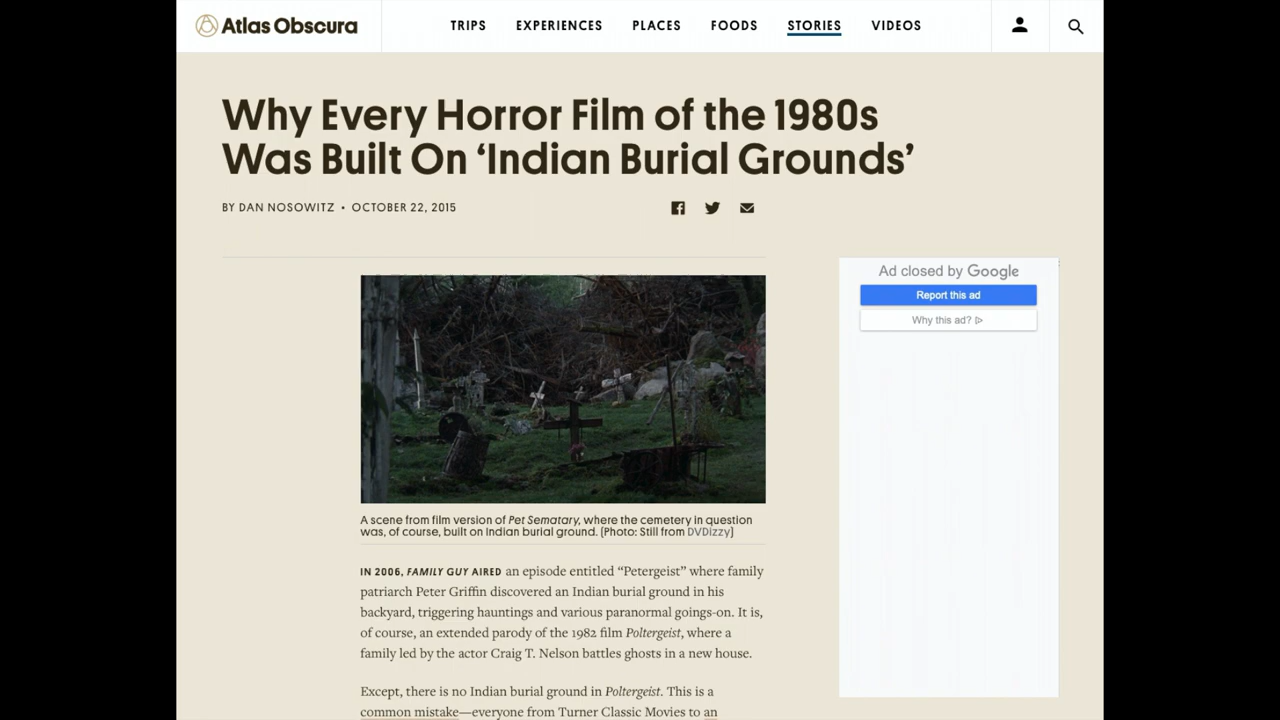 Atlas Obscura
TRIPS EXPERIENCES PLACES FOODS STORIES VIDEOS
Why Every Horror Film of the 1980s
Was Built On ‘Indian Burial Grounds’
BY DAN NOSOWITZ • OCTOBER 22, 2015
Ad closed by Google
Report this ad
Why this ad?
A scene from film version of Pet Sematary, where the cemetery in question
was, of course, built on Indian burial ground. (Photo: Still from DVDizzy)
IN 2006, FAMILY GUY AIRED an episode entitled “Petergeist” where family
patriarch Peter Griffin discovered an Indian burial ground in his
backyard, triggering hauntings and various paranormal goings-on. It is,
of course, an extended parody of the 1982 film Poltergeist, where a
family led by the actor Craig T. Nelson battles ghosts in a new house.
Except, there is no Indian burial ground in Poltergeist. This is a
common mistake—everyone from Turner Classic Movies to an